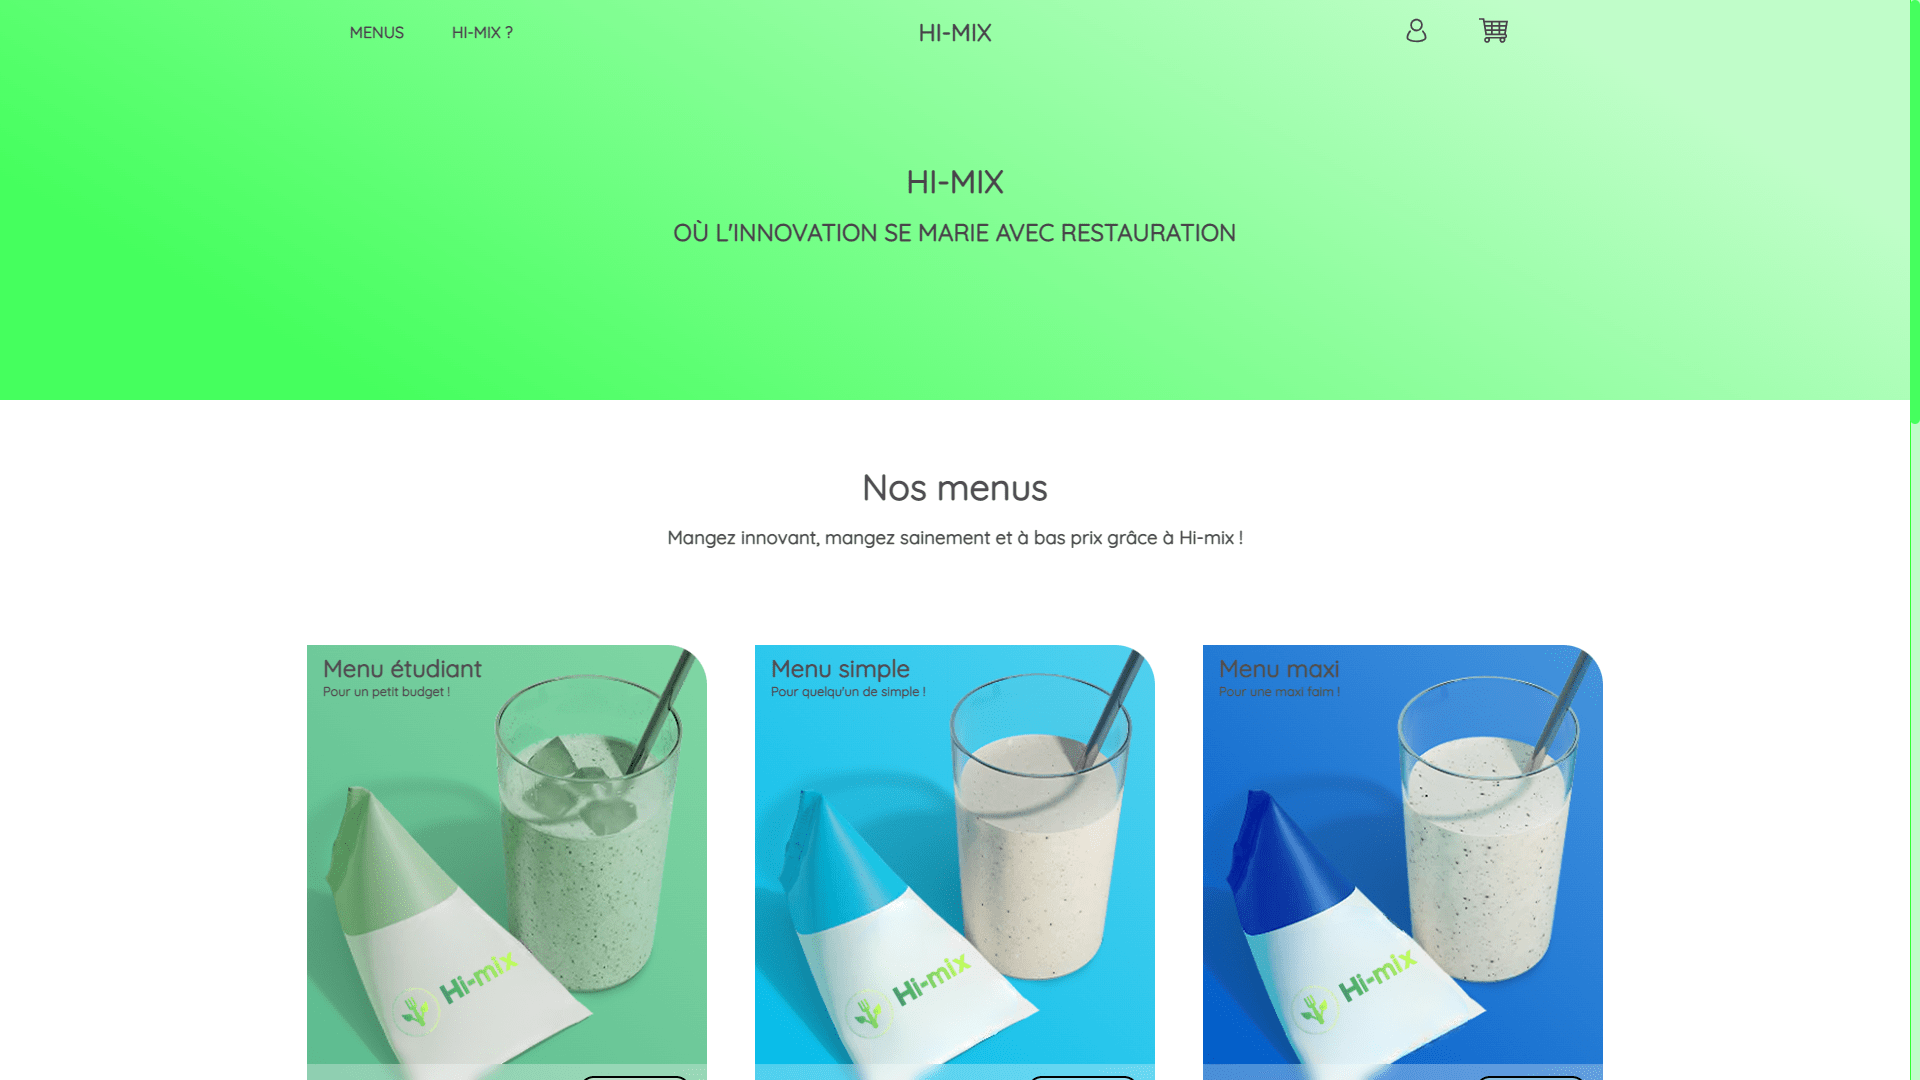 MENUS
HI-MIX ?
HI-MIX
HI-MIX
OÙ L'INNOVATION SE MARIE AVEC RESTAURATION
Nos menus
Mangez innovant, mangez sainement et à bas prix grâce à Hi-mix !
Menu étudiant
Pour un petit budget !
Hi-mix
Menu simple
Pour quelqu'un de simple !
Hi-mix
Menu maxi
Pour une maxi faim !
Hi-mix